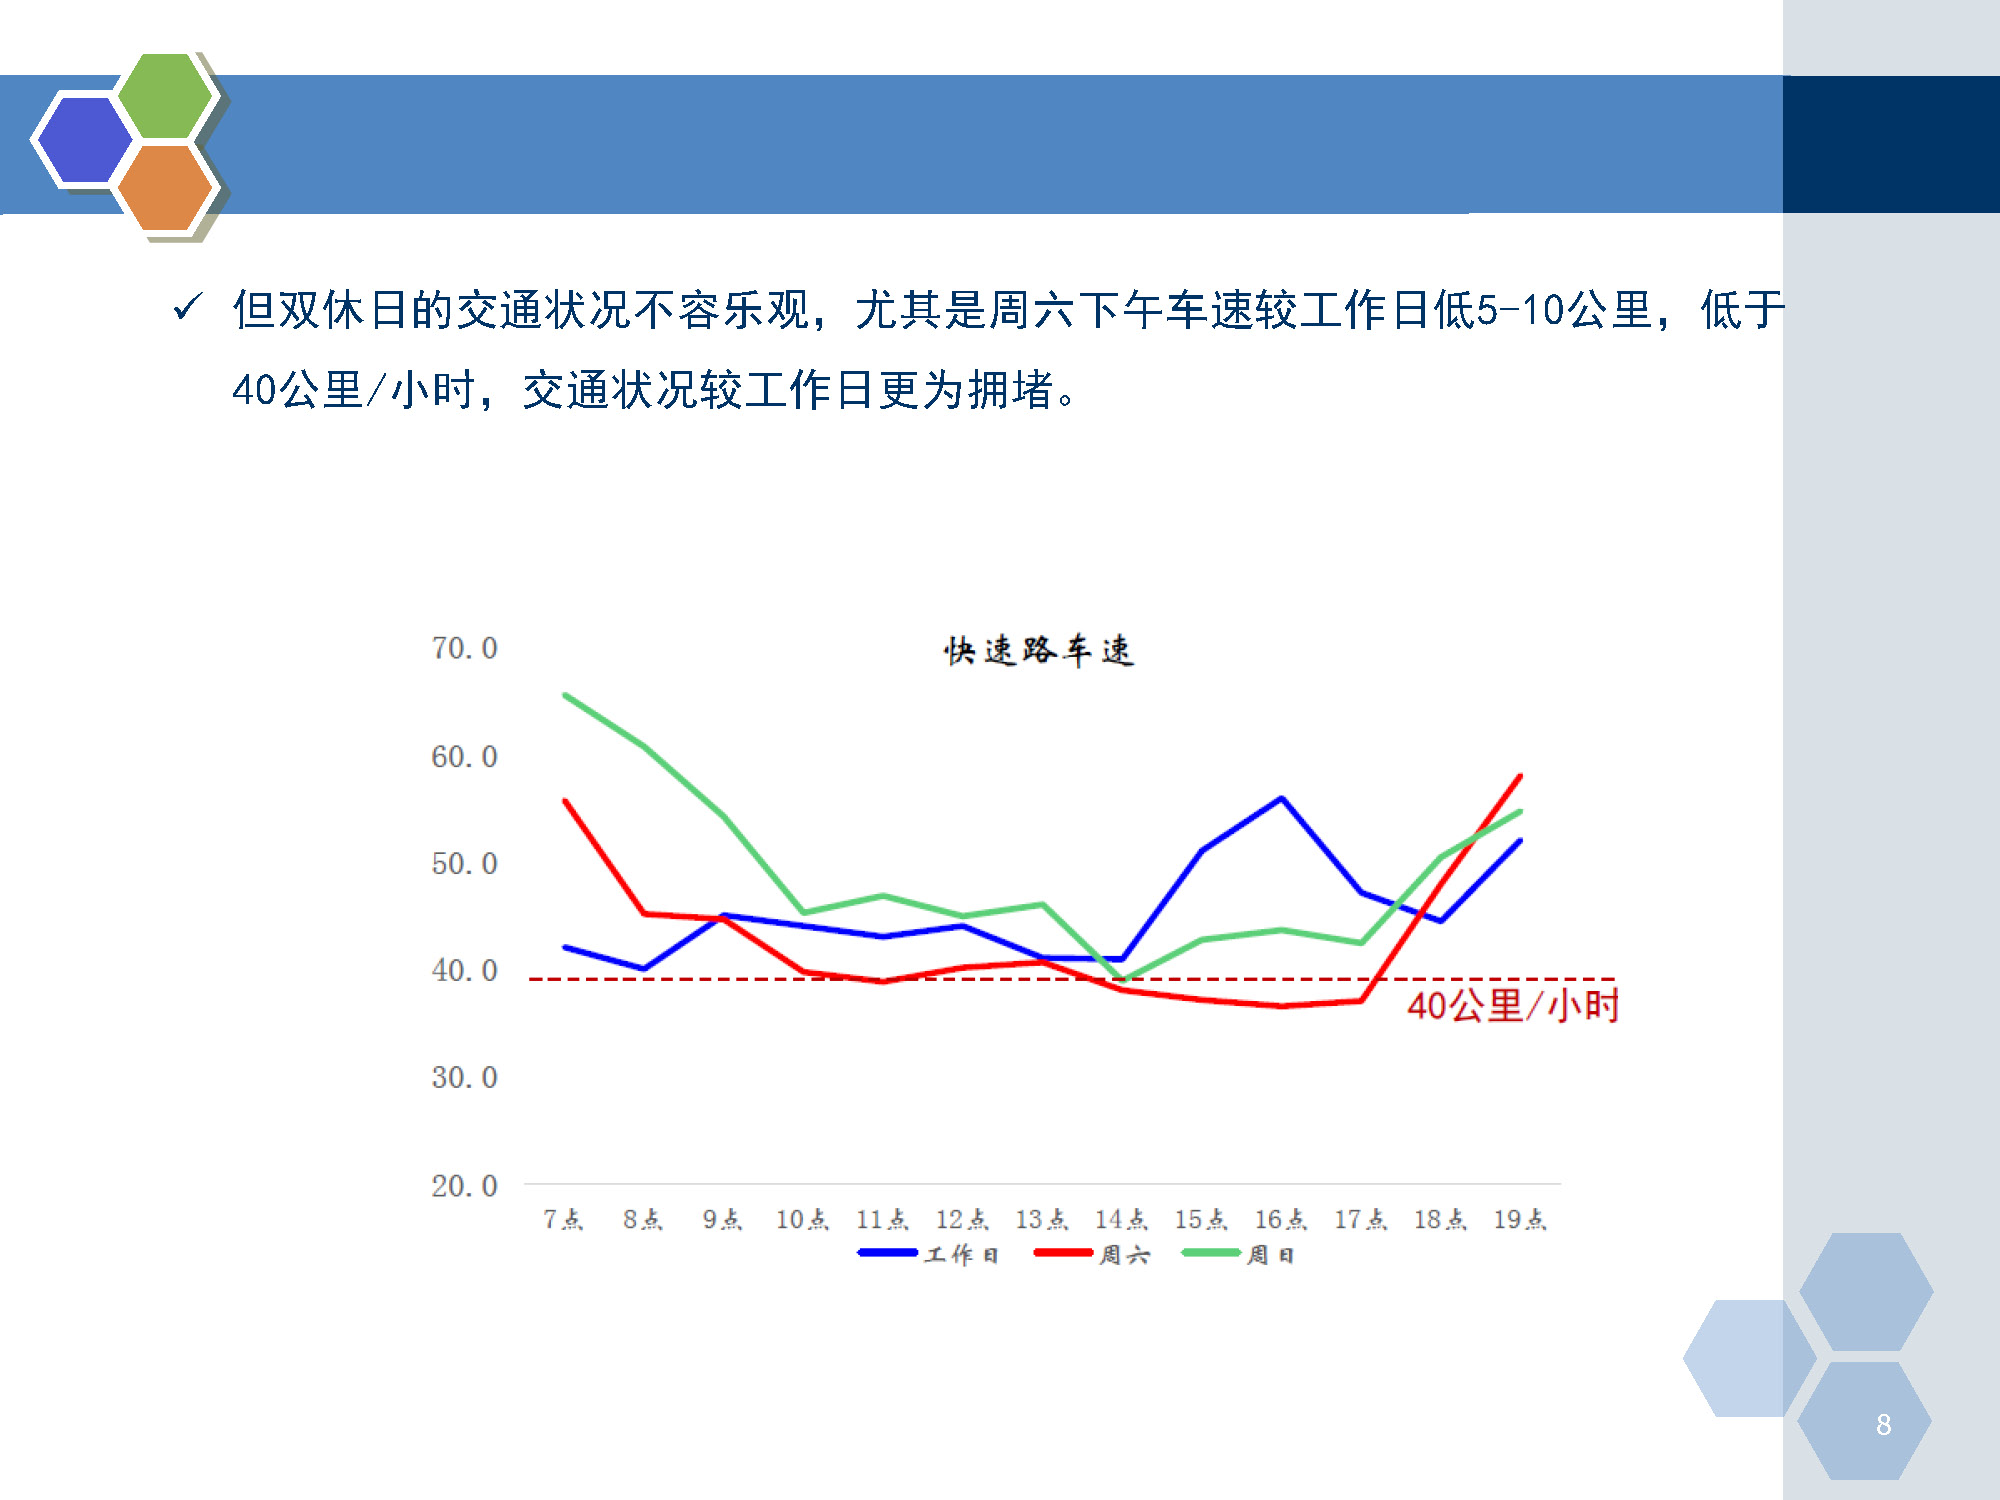 ✓ 但双休日的交通状况不容乐观，尤其是周六下午车速较工作日低5-10公里，低于
40公里/小时，交通状况较工作日更为拥堵。
快速路车速
70.0
60.0
50.0
40.0
30.0
20.0
40公里/小时
7点 8点 9点 10点 11点 12点 13点 14点 15点 16点 17点 18点 19点
工作日 周六 周日
8